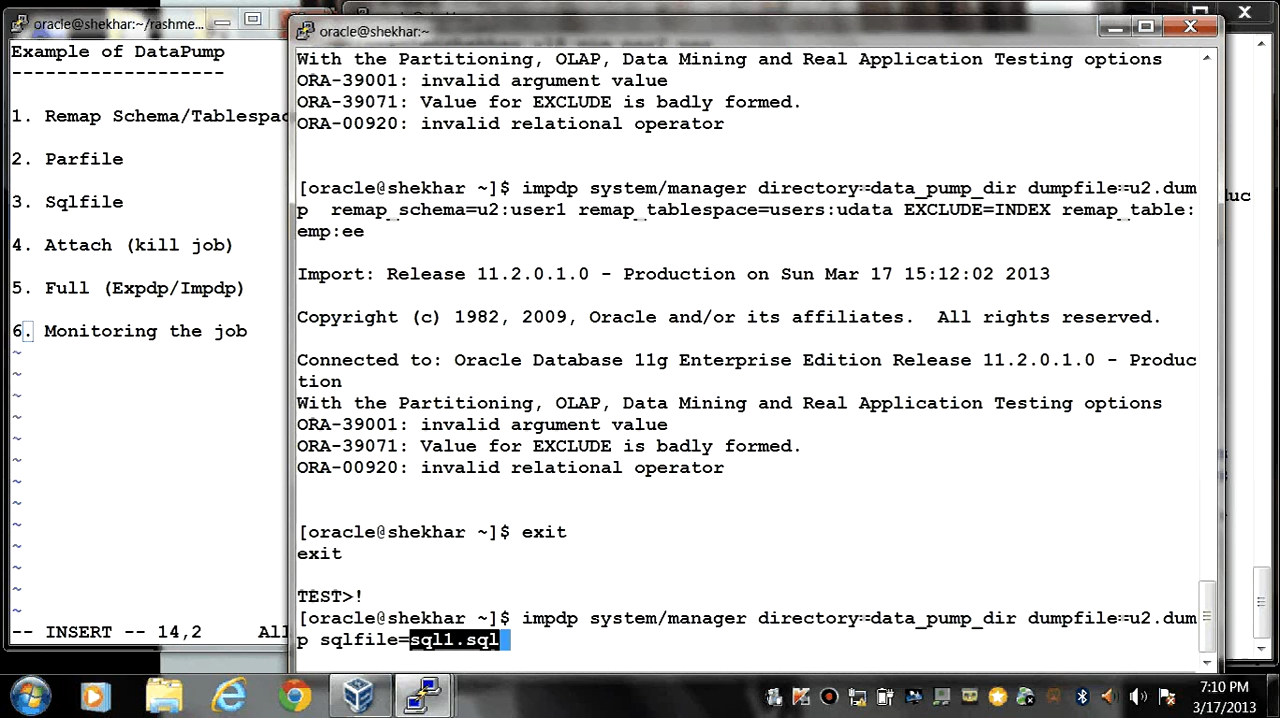 oracle@shekhar:~/rashme...
Example of DataPump
-------------------
1. Remap Schema/Tablespac
2. Parfile
3. Sqlfile
4. Attach (kill job)
5. Full (Expdp/Impdp)
6. Monitoring the job
~
~
~
~
~
~
~
~
~
~
~
~
~
-- INSERT -- 14,2 All
oracle@shekhar:~
With the Partitioning, OLAP, Data Mining and Real Application Testing options
ORA-39001: invalid argument value
ORA-39071: Value for EXCLUDE is badly formed.
ORA-00920: invalid relational operator
[oracle@shekhar ~]$ impdp system/manager directory=data_pump_dir dumpfile=u2.dum
p  remap_schema=u2:user1 remap_tablespace=users:udata EXCLUDE=INDEX remap_table:
emp:ee
Import: Release 11.2.0.1.0 - Production on Sun Mar 17 15:12:02 2013
Copyright (c) 1982, 2009, Oracle and/or its affiliates.  All rights reserved.
Connected to: Oracle Database 11g Enterprise Edition Release 11.2.0.1.0 - Produc
tion
With the Partitioning, OLAP, Data Mining and Real Application Testing options
ORA-39001: invalid argument value
ORA-39071: Value for EXCLUDE is badly formed.
ORA-00920: invalid relational operator
[oracle@shekhar ~]$ exit
exit
TEST>!
[oracle@shekhar ~]$ impdp system/manager directory=data_pump_dir dumpfile=u2.dum
p sqlfile=sql1.sql
duc
7:10 PM
3/17/2013